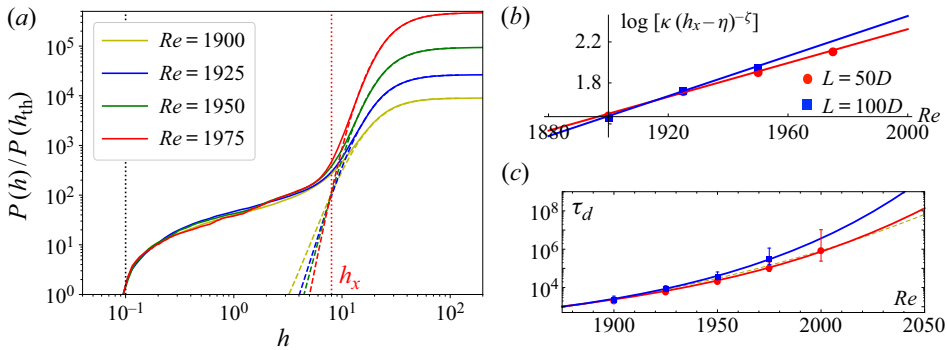 (a)
P(h)/P(h_th)
10^5
10^4
10^3
10^2
10^1
10^0
Re = 1900
Re = 1925
Re = 1950
Re = 1975
h_x
10^−1
10^0
10^1
10^2
h
(b)
log [κ (h_x − η)^−ζ]
2.2
1.8
L = 50D
L = 100D
Re
1880
1920
1960
2000
(c)
τ_d
10^8
10^6
10^4
Re
1900
1950
2000
2050